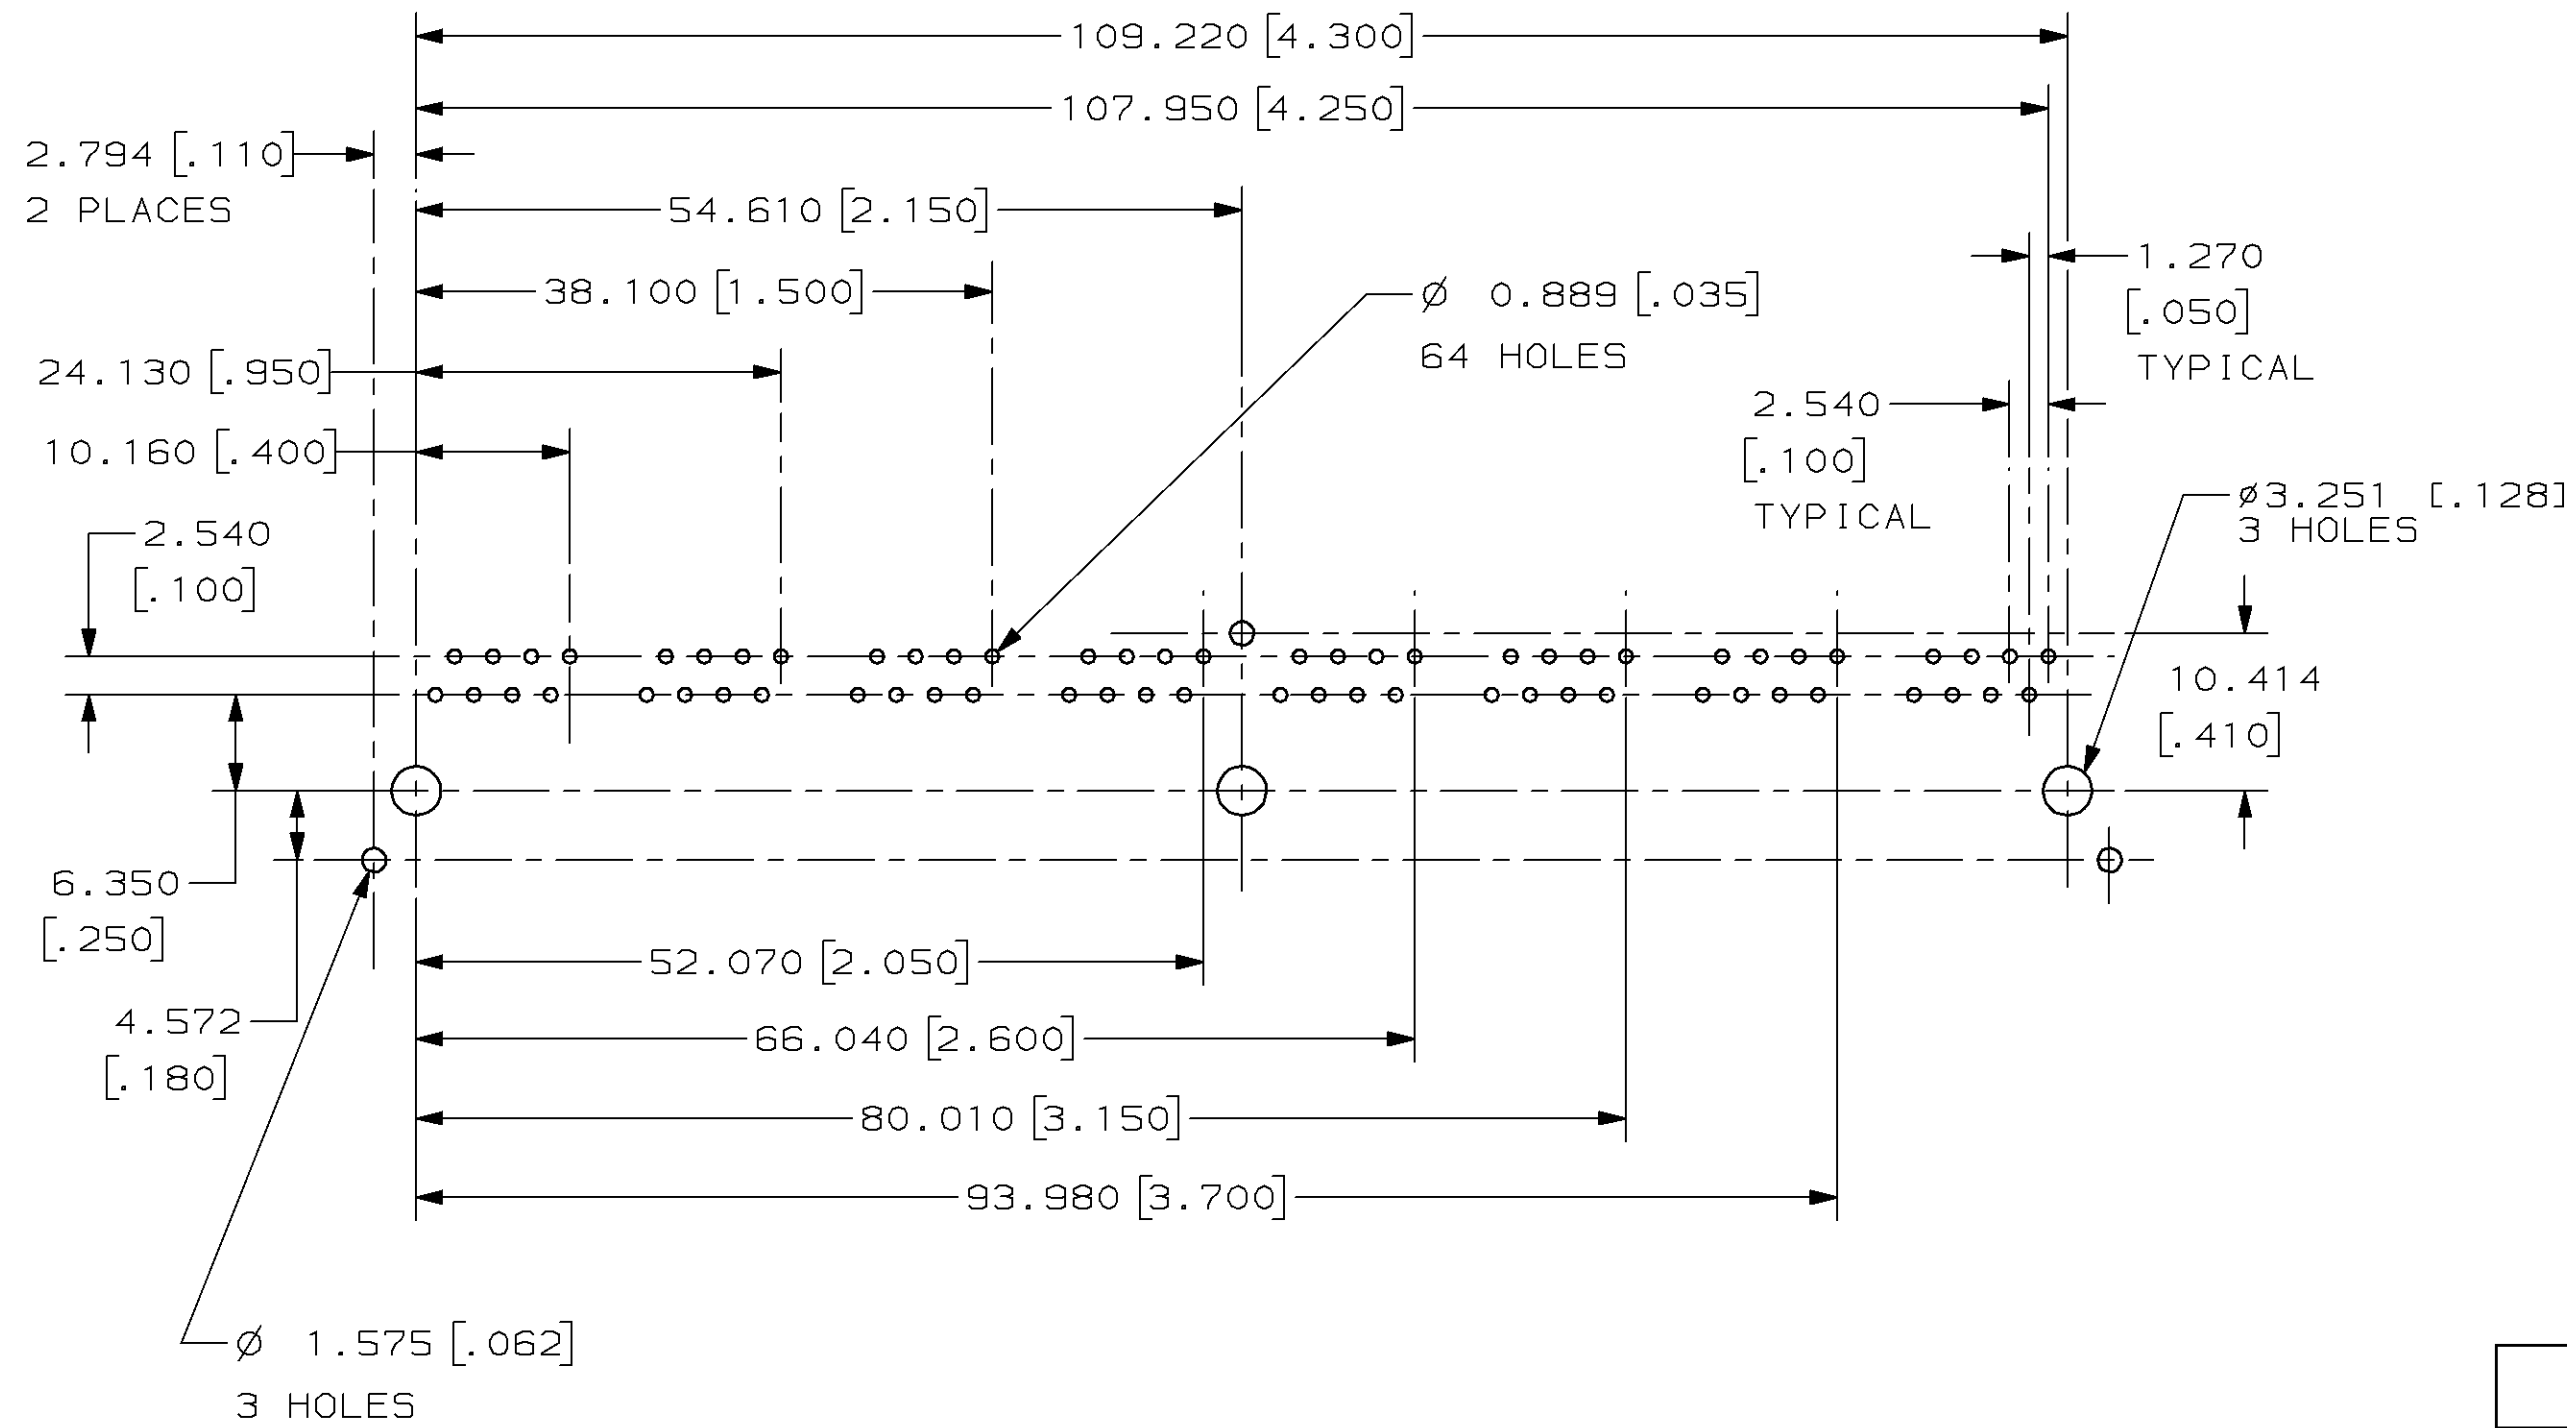 109.220 [4.300]
107.950 [4.250]
2.794 [.110]
2 PLACES
54.610 [2.150]
1.270
[.050]
TYPICAL
38.100 [1.500]
Ø 0.889 [.035]
64 HOLES
24.130 [.950]
2.540
[.100]
TYPICAL
10.160 [.400]
ø3.251 [.128]
3 HOLES
2.540
[.100]
10.414
[.410]
6.350
[.250]
52.070 [2.050]
4.572
[.180]
66.040 [2.600]
80.010 [3.150]
93.980 [3.700]
Ø 1.575 [.062]
3 HOLES